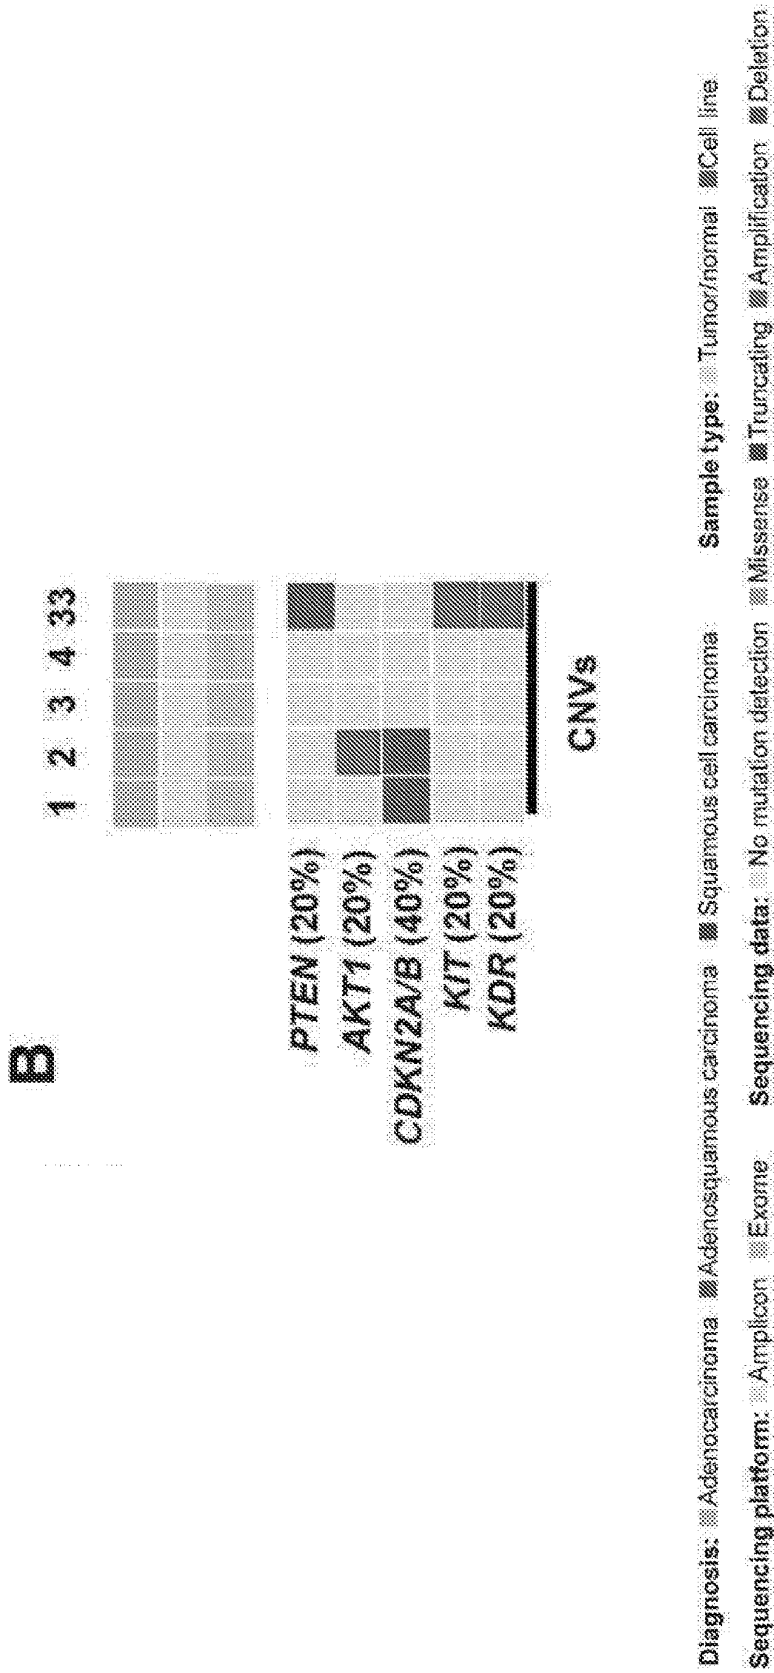 B
1 2 3 4 33
PTEN (20%)
AKT1 (20%)
CDKN2A/B (40%)
KIT (20%)
KDR (20%)
CNVs
Diagnosis: Adenocarcinoma Adenosquamous carcinoma Squamous cell carcinoma Sample type: Tumor/normal Cell line
Sequencing platform: Amplicon Exome Sequencing data: No mutation detection Missense Truncating Amplification Deletion